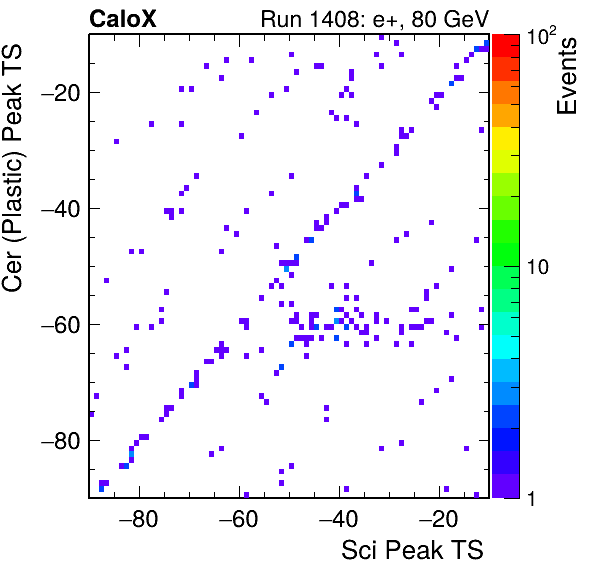 CaloX
Run 1408: e+, 80 GeV
Cer (Plastic) Peak TS
−20
−40
−60
−80
−80
−60
−40
−20
Sci Peak TS
10²
10
1
Events